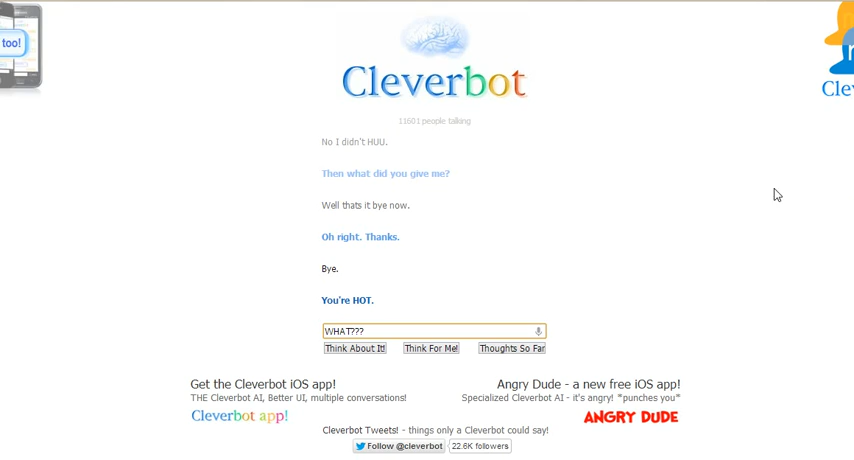 too!
Cleverbot
Cle
11601 people talking
No I didn't HUU.
Then what did you give me?
Well thats it bye now.
Oh right. Thanks.
Bye.
You're HOT.
WHAT???
Think About It! Think For Me! Thoughts So Far
Get the Cleverbot iOS app!
THE Cleverbot AI, Better UI, multiple conversations!
Cleverbot app!
Angry Dude - a new free iOS app!
Specialized Cleverbot AI - it's angry! *punches you*
ANGRY DUDE
Cleverbot Tweets! - things only a Cleverbot could say!
Follow @cleverbot 22.6K followers